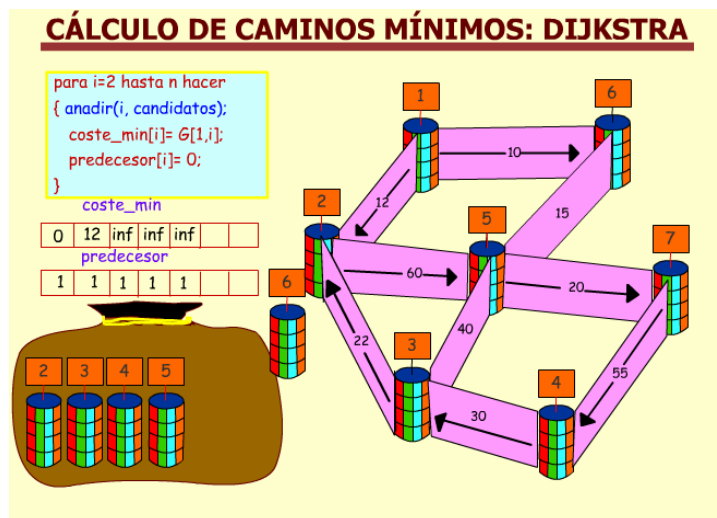 CÁLCULO DE CAMINOS MÍNIMOS: DIJKSTRA
para i=2 hasta n hacer
{ anadir(i, candidatos);
coste_min[i]= G[1,i];
predecesor[i]= 0;
}
coste_min
0 12 inf inf inf
predecesor
1 1 1 1 1
6
2 3 4 5
1
6
10
12
2
5
15
7
60
20
22
3
40
4
55
30